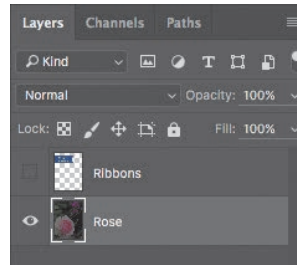 Layers Channels Paths
Kind
Normal Opacity: 100%
Lock: Fill: 100%
Ribbons
Rose